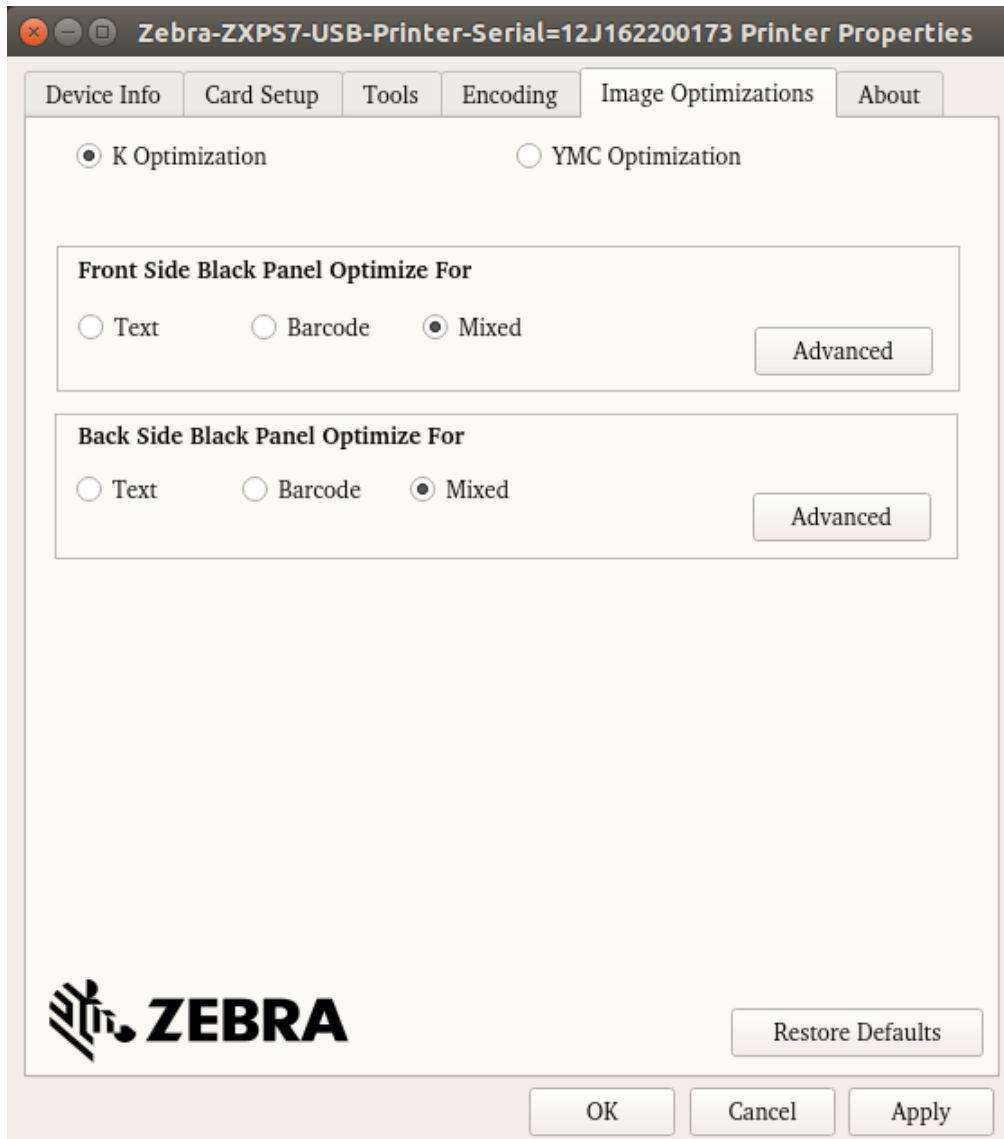 Zebra-ZXPS7-USB-Printer-Serial=12J162200173 Printer Properties
Device Info Card Setup Tools Encoding Image Optimizations About
K Optimization YMC Optimization
Front Side Black Panel Optimize For
Text Barcode Mixed
Advanced
Back Side Black Panel Optimize For
Text Barcode Mixed
Advanced
ZEBRA
Restore Defaults
OK Cancel Apply